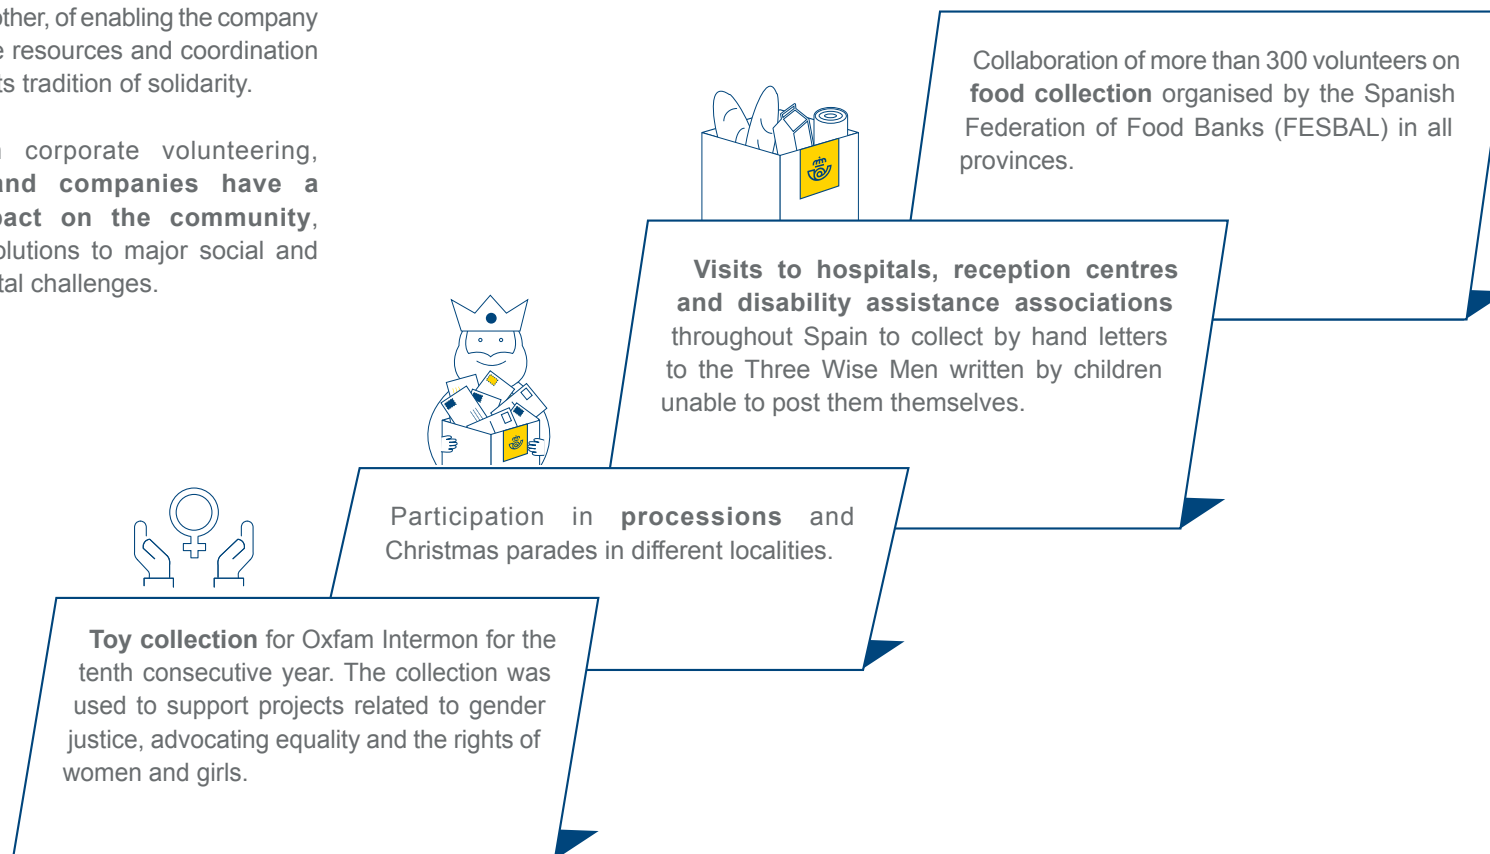 other, of enabling the company
resources and coordination
its tradition of solidarity.
corporate volunteering,
and companies have a
on the community,
solutions to major social and
challenges.
Collaboration of more than 300 volunteers on
food collection organised by the Spanish
Federation of Food Banks (FESBAL) in all
provinces.
Visits to hospitals, reception centres
and disability assistance associations
throughout Spain to collect by hand letters
to the Three Wise Men written by children
unable to post them themselves.
Participation in processions and
Christmas parades in different localities.
Toy collection for Oxfam Intermon for the
tenth consecutive year. The collection was
used to support projects related to gender
justice, advocating equality and the rights of
women and girls.